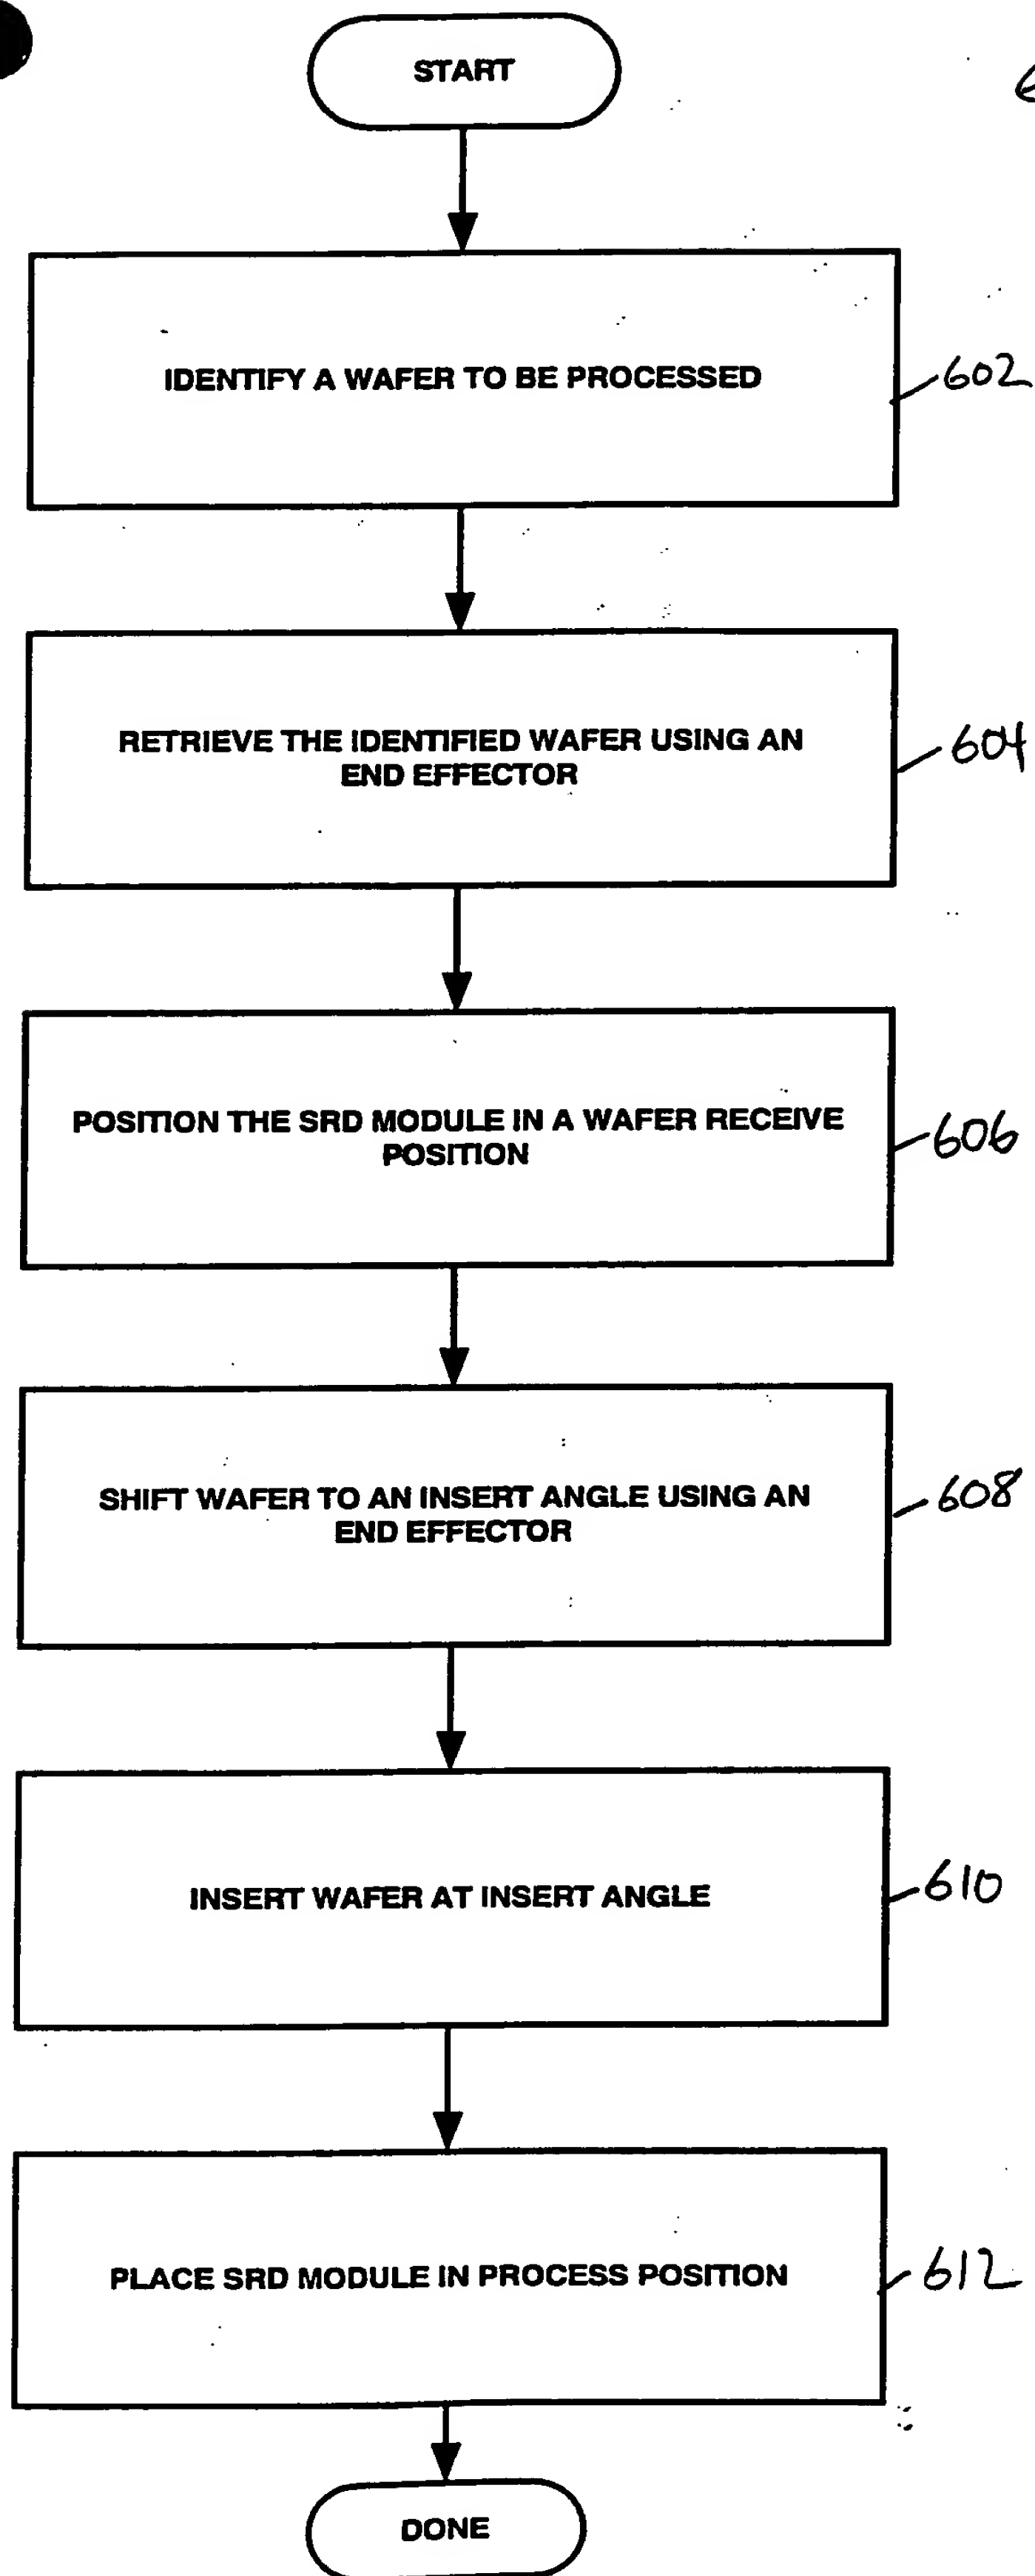 START
IDENTIFY A WAFER TO BE PROCESSED
602
RETRIEVE THE IDENTIFIED WAFER USING AN
END EFFECTOR
604
POSITION THE SRD MODULE IN A WAFER RECEIVE
POSITION
606
SHIFT WAFER TO AN INSERT ANGLE USING AN
END EFFECTOR
608
INSERT WAFER AT INSERT ANGLE
610
PLACE SRD MODULE IN PROCESS POSITION
612
DONE